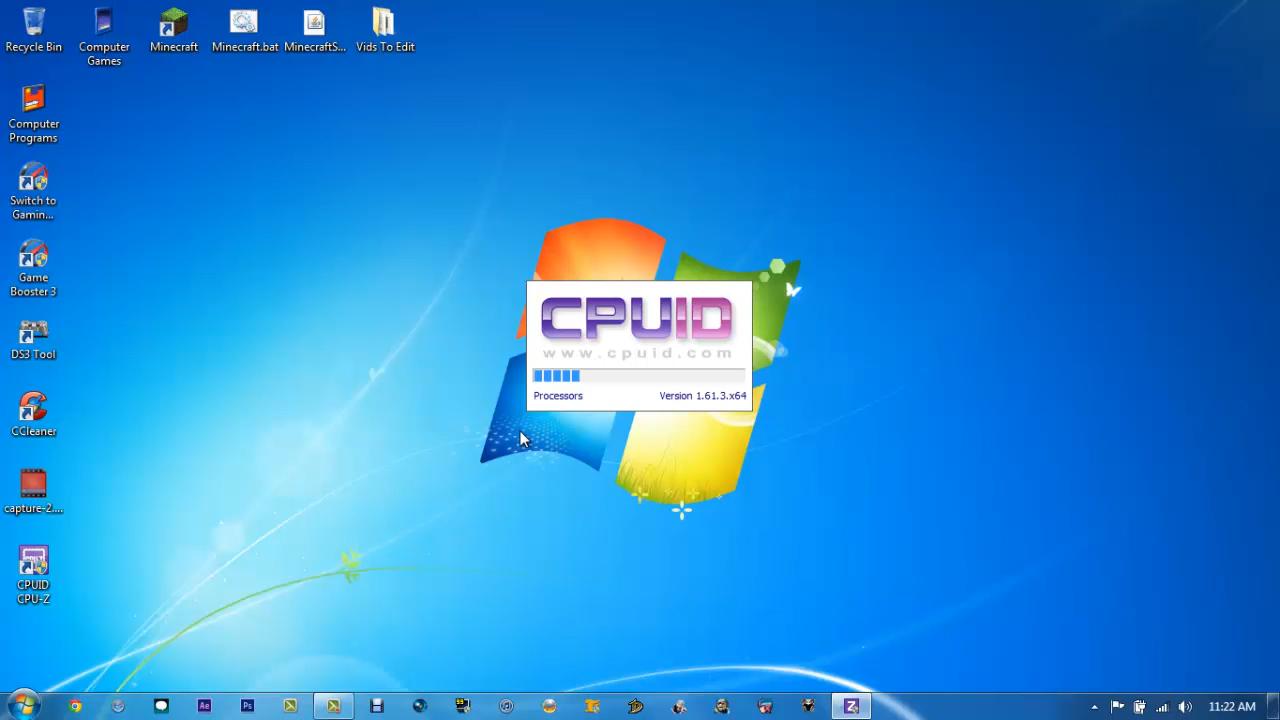 Recycle Bin
Computer
Games
Minecraft
Minecraft.bat
MinecraftS...
Vids To Edit
Computer
Programs
Switch to
Gamin...
Game
Booster 3
DS3 Tool
CCleaner
capture-2....
CPUID
CPU-Z
CPUID
www.cpuid.com
Processors
Version 1.61.3.x64
Ae
Ps
Z
11:22 AM